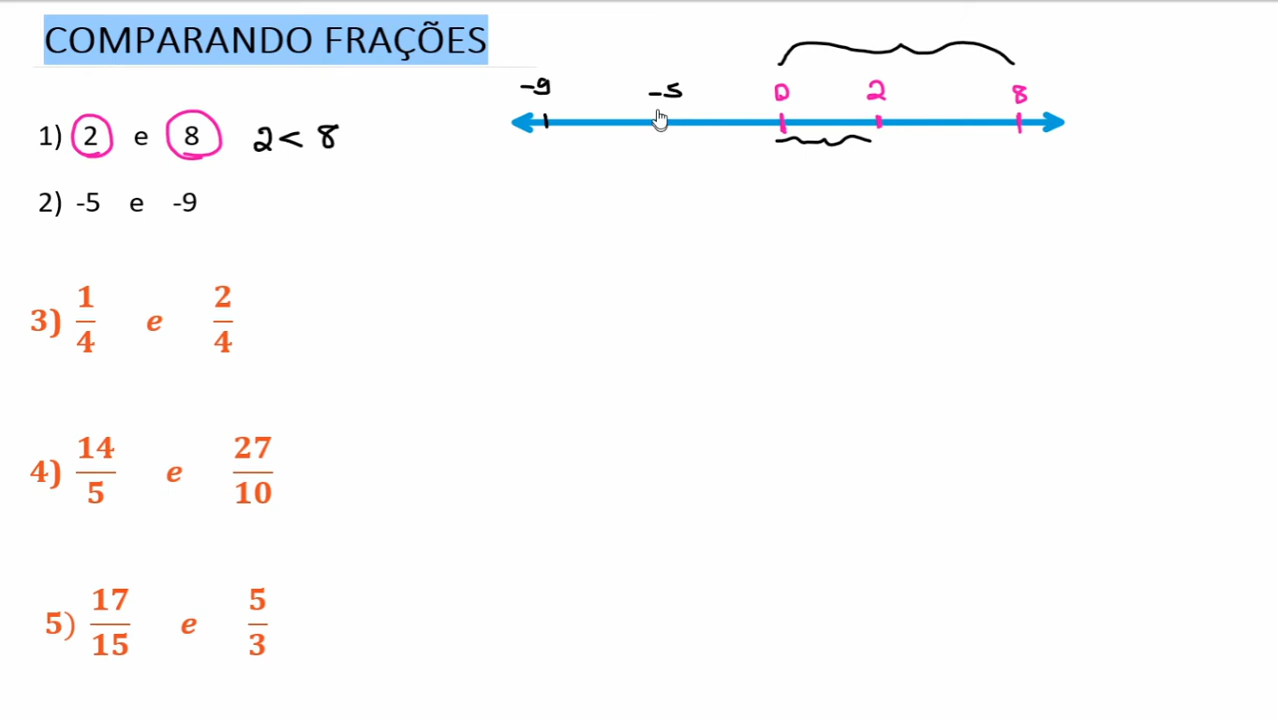 COMPARANDO FRAÇÕES
-9 -5 0 2 8
1) 2 e 8 2 < 8
2) -5 e -9
3) 1/4 e 2/4
4) 14/5 e 27/10
5) 17/15 e 5/3